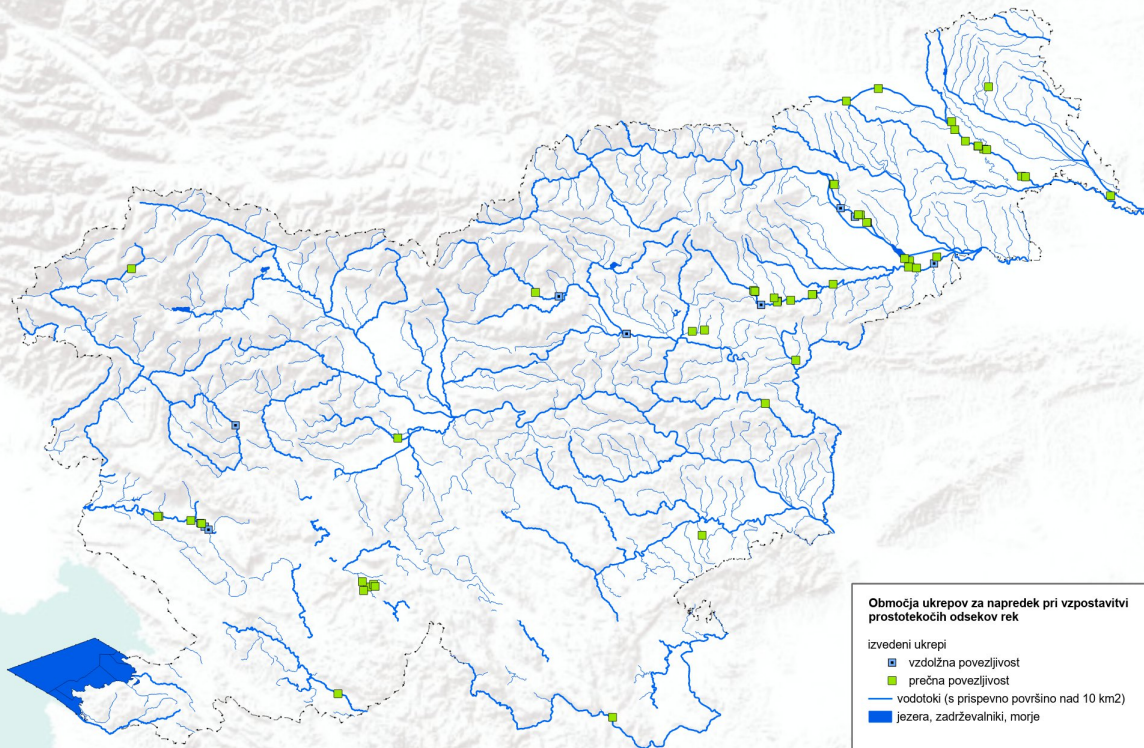 Območja ukrepov za napredek pri vzpostavitvi
prostotekočih odsekov rek
izvedeni ukrepi
vzdolžna povezljivost
prečna povezljivost
vodotoki (s prispevno površino nad 10 km2)
jezera, zadrževalniki, morje